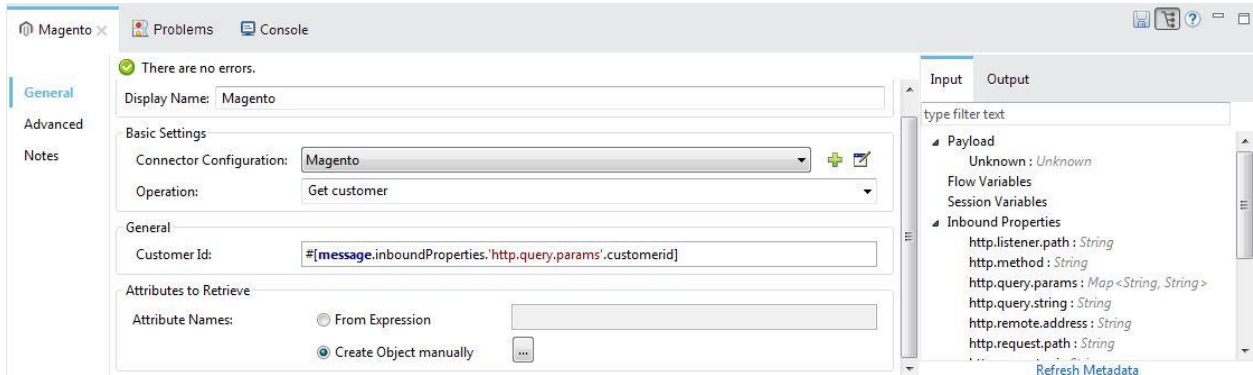 Magento
Problems
Console
General
Advanced
Notes
There are no errors.
Display Name: Magento
Basic Settings
Connector Configuration: Magento
Operation: Get customer
General
Customer Id: #[message.inboundProperties.'http.query.params'.customerid]
Attributes to Retrieve
Attribute Names: From Expression
Create Object manually ...
Input Output
type filter text
Payload
Unknown : Unknown
Flow Variables
Session Variables
Inbound Properties
http.listener.path : String
http.method : String
http.query.params : Map<String, String>
http.query.string : String
http.remote.address : String
http.request.path : String
Refresh Metadata